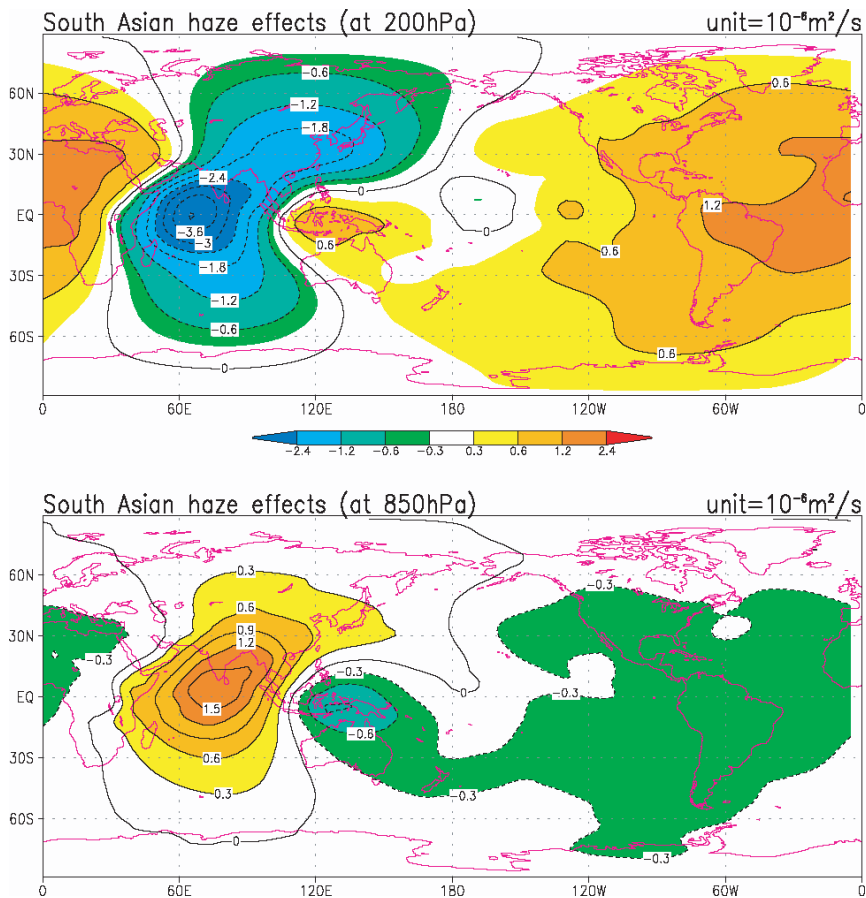 South Asian haze effects (at 200hPa) unit=10⁻⁶m²/s
60N
30N
EQ
30S
60S
-0.6
-1.2
-1.8
-2.4
-3.6
-3
-1.8
-1.2
-0.6
0
0
0.6
0
0.6
1.2
0.6
0.6
0 60E 120E 180 120W 60W 0
-2.4 -1.2 -0.6 -0.3 0.3 0.6 1.2 2.4
South Asian haze effects (at 850hPa) unit=10⁻⁶m²/s
60N
30N
EQ
30S
60S
0.3
0.6
0.9
1.2
1.5
0.6
0.3
0
-0.3
-0.3
-0.6
0
-0.3
-0.3
-0.3
-0.3
0 60E 120E 180 120W 60W 0